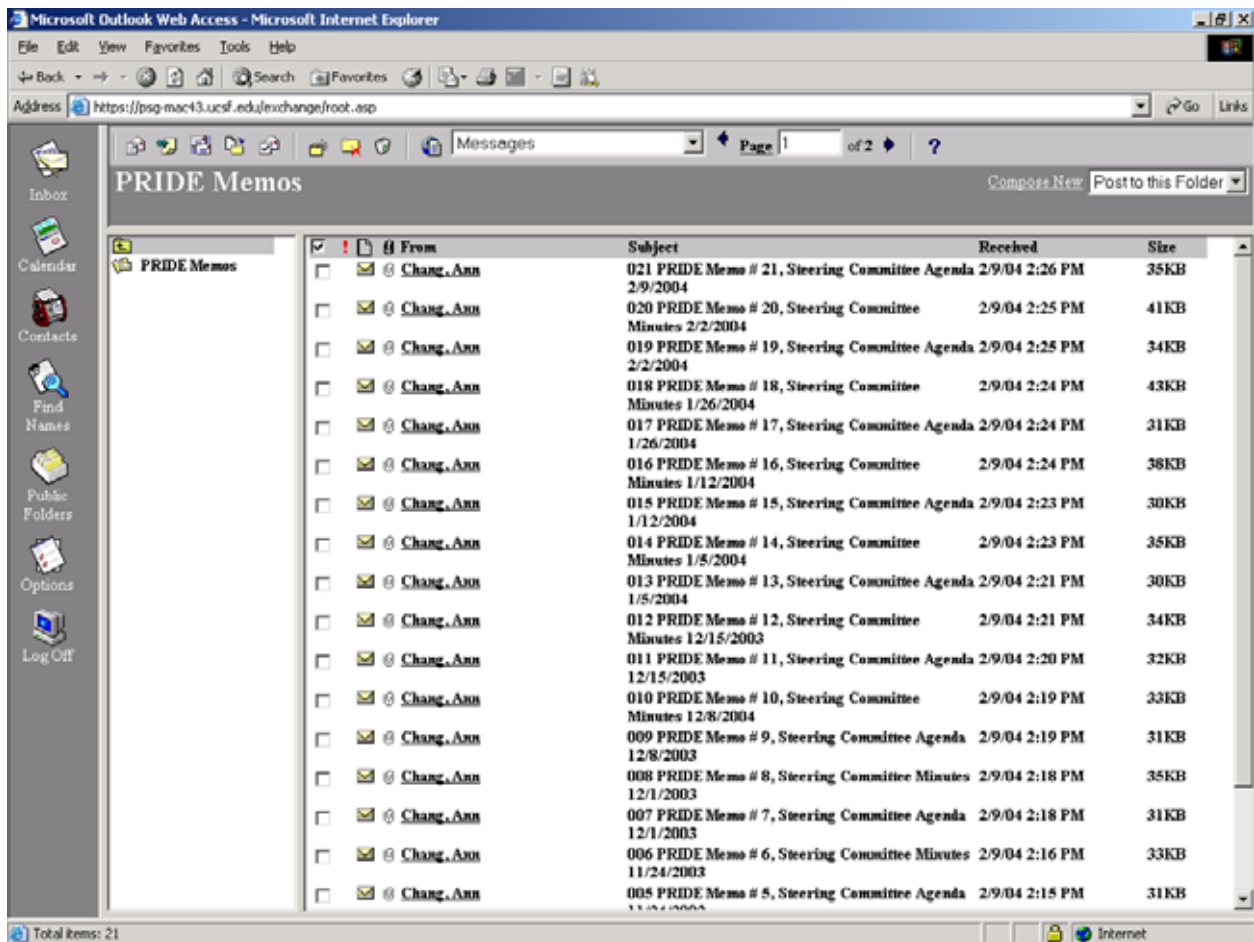 Microsoft Outlook Web Access - Microsoft Internet Explorer
File Edit View Favorites Tools Help
Back Search Favorites
Address https://psg-mac43.ucsf.edu/exchange/root.asp Go Links
Messages Page 1 of 2 ?
PRIDE Memos
Compose New Post to this Folder
Inbox
Calendar
Contacts
Find
Names
Public
Folders
Options
Log Off
PRIDE Memos
! From Subject Received Size
Chang, Ann 021 PRIDE Memo # 21, Steering Committee Agenda 2/9/04 2:26 PM 35KB
2/9/2004
Chang, Ann 020 PRIDE Memo # 20, Steering Committee 2/9/04 2:25 PM 41KB
Minutes 2/2/2004
Chang, Ann 019 PRIDE Memo # 19, Steering Committee Agenda 2/9/04 2:25 PM 34KB
2/2/2004
Chang, Ann 018 PRIDE Memo # 18, Steering Committee 2/9/04 2:24 PM 43KB
Minutes 1/26/2004
Chang, Ann 017 PRIDE Memo # 17, Steering Committee Agenda 2/9/04 2:24 PM 31KB
1/26/2004
Chang, Ann 016 PRIDE Memo # 16, Steering Committee 2/9/04 2:24 PM 38KB
Minutes 1/12/2004
Chang, Ann 015 PRIDE Memo # 15, Steering Committee Agenda 2/9/04 2:23 PM 30KB
1/12/2004
Chang, Ann 014 PRIDE Memo # 14, Steering Committee 2/9/04 2:23 PM 35KB
Minutes 1/5/2004
Chang, Ann 013 PRIDE Memo # 13, Steering Committee Agenda 2/9/04 2:21 PM 30KB
1/5/2004
Chang, Ann 012 PRIDE Memo # 12, Steering Committee 2/9/04 2:21 PM 34KB
Minutes 12/15/2003
Chang, Ann 011 PRIDE Memo # 11, Steering Committee Agenda 2/9/04 2:20 PM 32KB
12/15/2003
Chang, Ann 010 PRIDE Memo # 10, Steering Committee 2/9/04 2:19 PM 33KB
Minutes 12/8/2004
Chang, Ann 009 PRIDE Memo # 9, Steering Committee Agenda 2/9/04 2:19 PM 31KB
12/8/2003
Chang, Ann 008 PRIDE Memo # 8, Steering Committee Minutes 2/9/04 2:18 PM 35KB
12/1/2003
Chang, Ann 007 PRIDE Memo # 7, Steering Committee Agenda 2/9/04 2:18 PM 31KB
12/1/2003
Chang, Ann 006 PRIDE Memo # 6, Steering Committee Minutes 2/9/04 2:16 PM 33KB
11/24/2003
Chang, Ann 005 PRIDE Memo # 5, Steering Committee Agenda 2/9/04 2:15 PM 31KB
Total items: 21 Internet